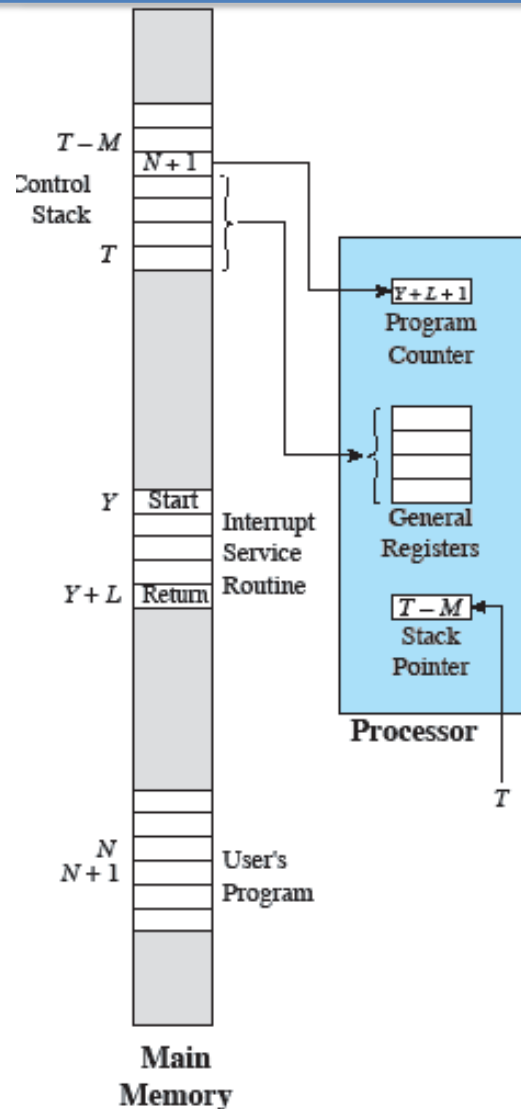 T − M
N + 1
Control
Stack
T
Y + L + 1
Program
Counter
Y
Start
Interrupt
Service
Routine
General
Registers
Y + L
Return
T − M
Stack
Pointer
Processor
T
N
N + 1
User's
Program
Main
Memory